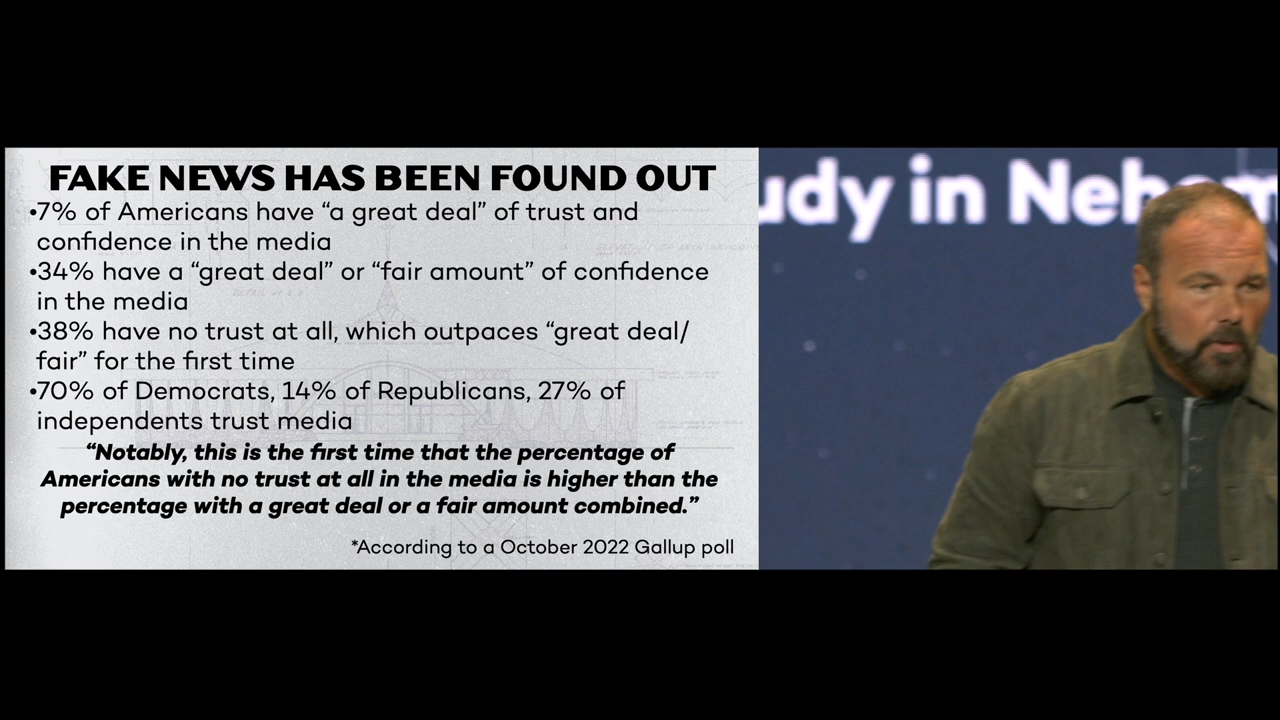 FAKE NEWS HAS BEEN FOUND OUT
•7% of Americans have “a great deal” of trust and
confidence in the media
•34% have a “great deal” or “fair amount” of confidence
in the media
•38% have no trust at all, which outpaces “great deal/
fair” for the first time
•70% of Democrats, 14% of Republicans, 27% of
independents trust media
“Notably, this is the first time that the percentage of
Americans with no trust at all in the media is higher than the
percentage with a great deal or a fair amount combined.”
*According to a October 2022 Gallup poll
udy in Nehem